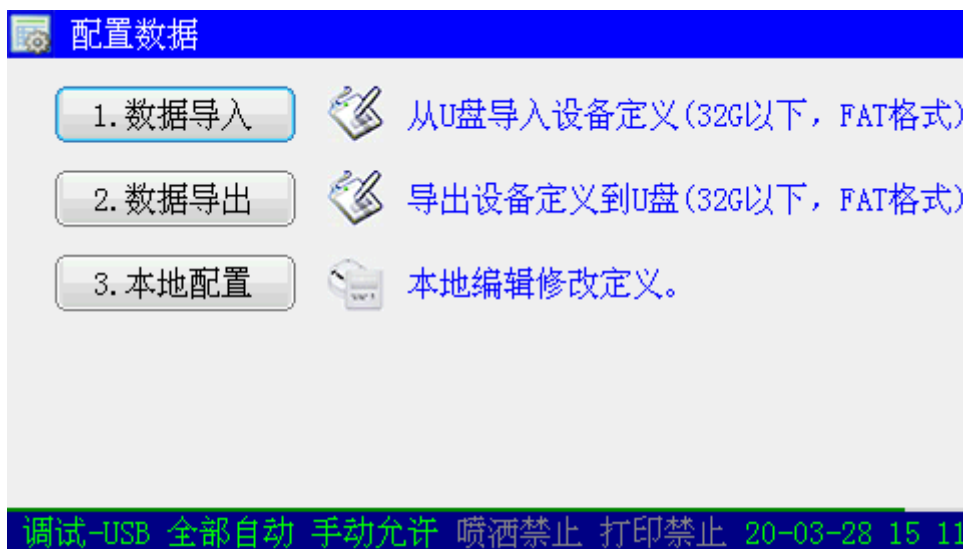 配置数据
1.数据导入 从U盘导入设备定义(32G以下，FAT格式)
2.数据导出 导出设备定义到U盘(32G以下，FAT格式)
3.本地配置 本地编辑修改定义。
调试-USB 全部自动 手动允许 喷洒禁止 打印禁止 20-03-28 15 11